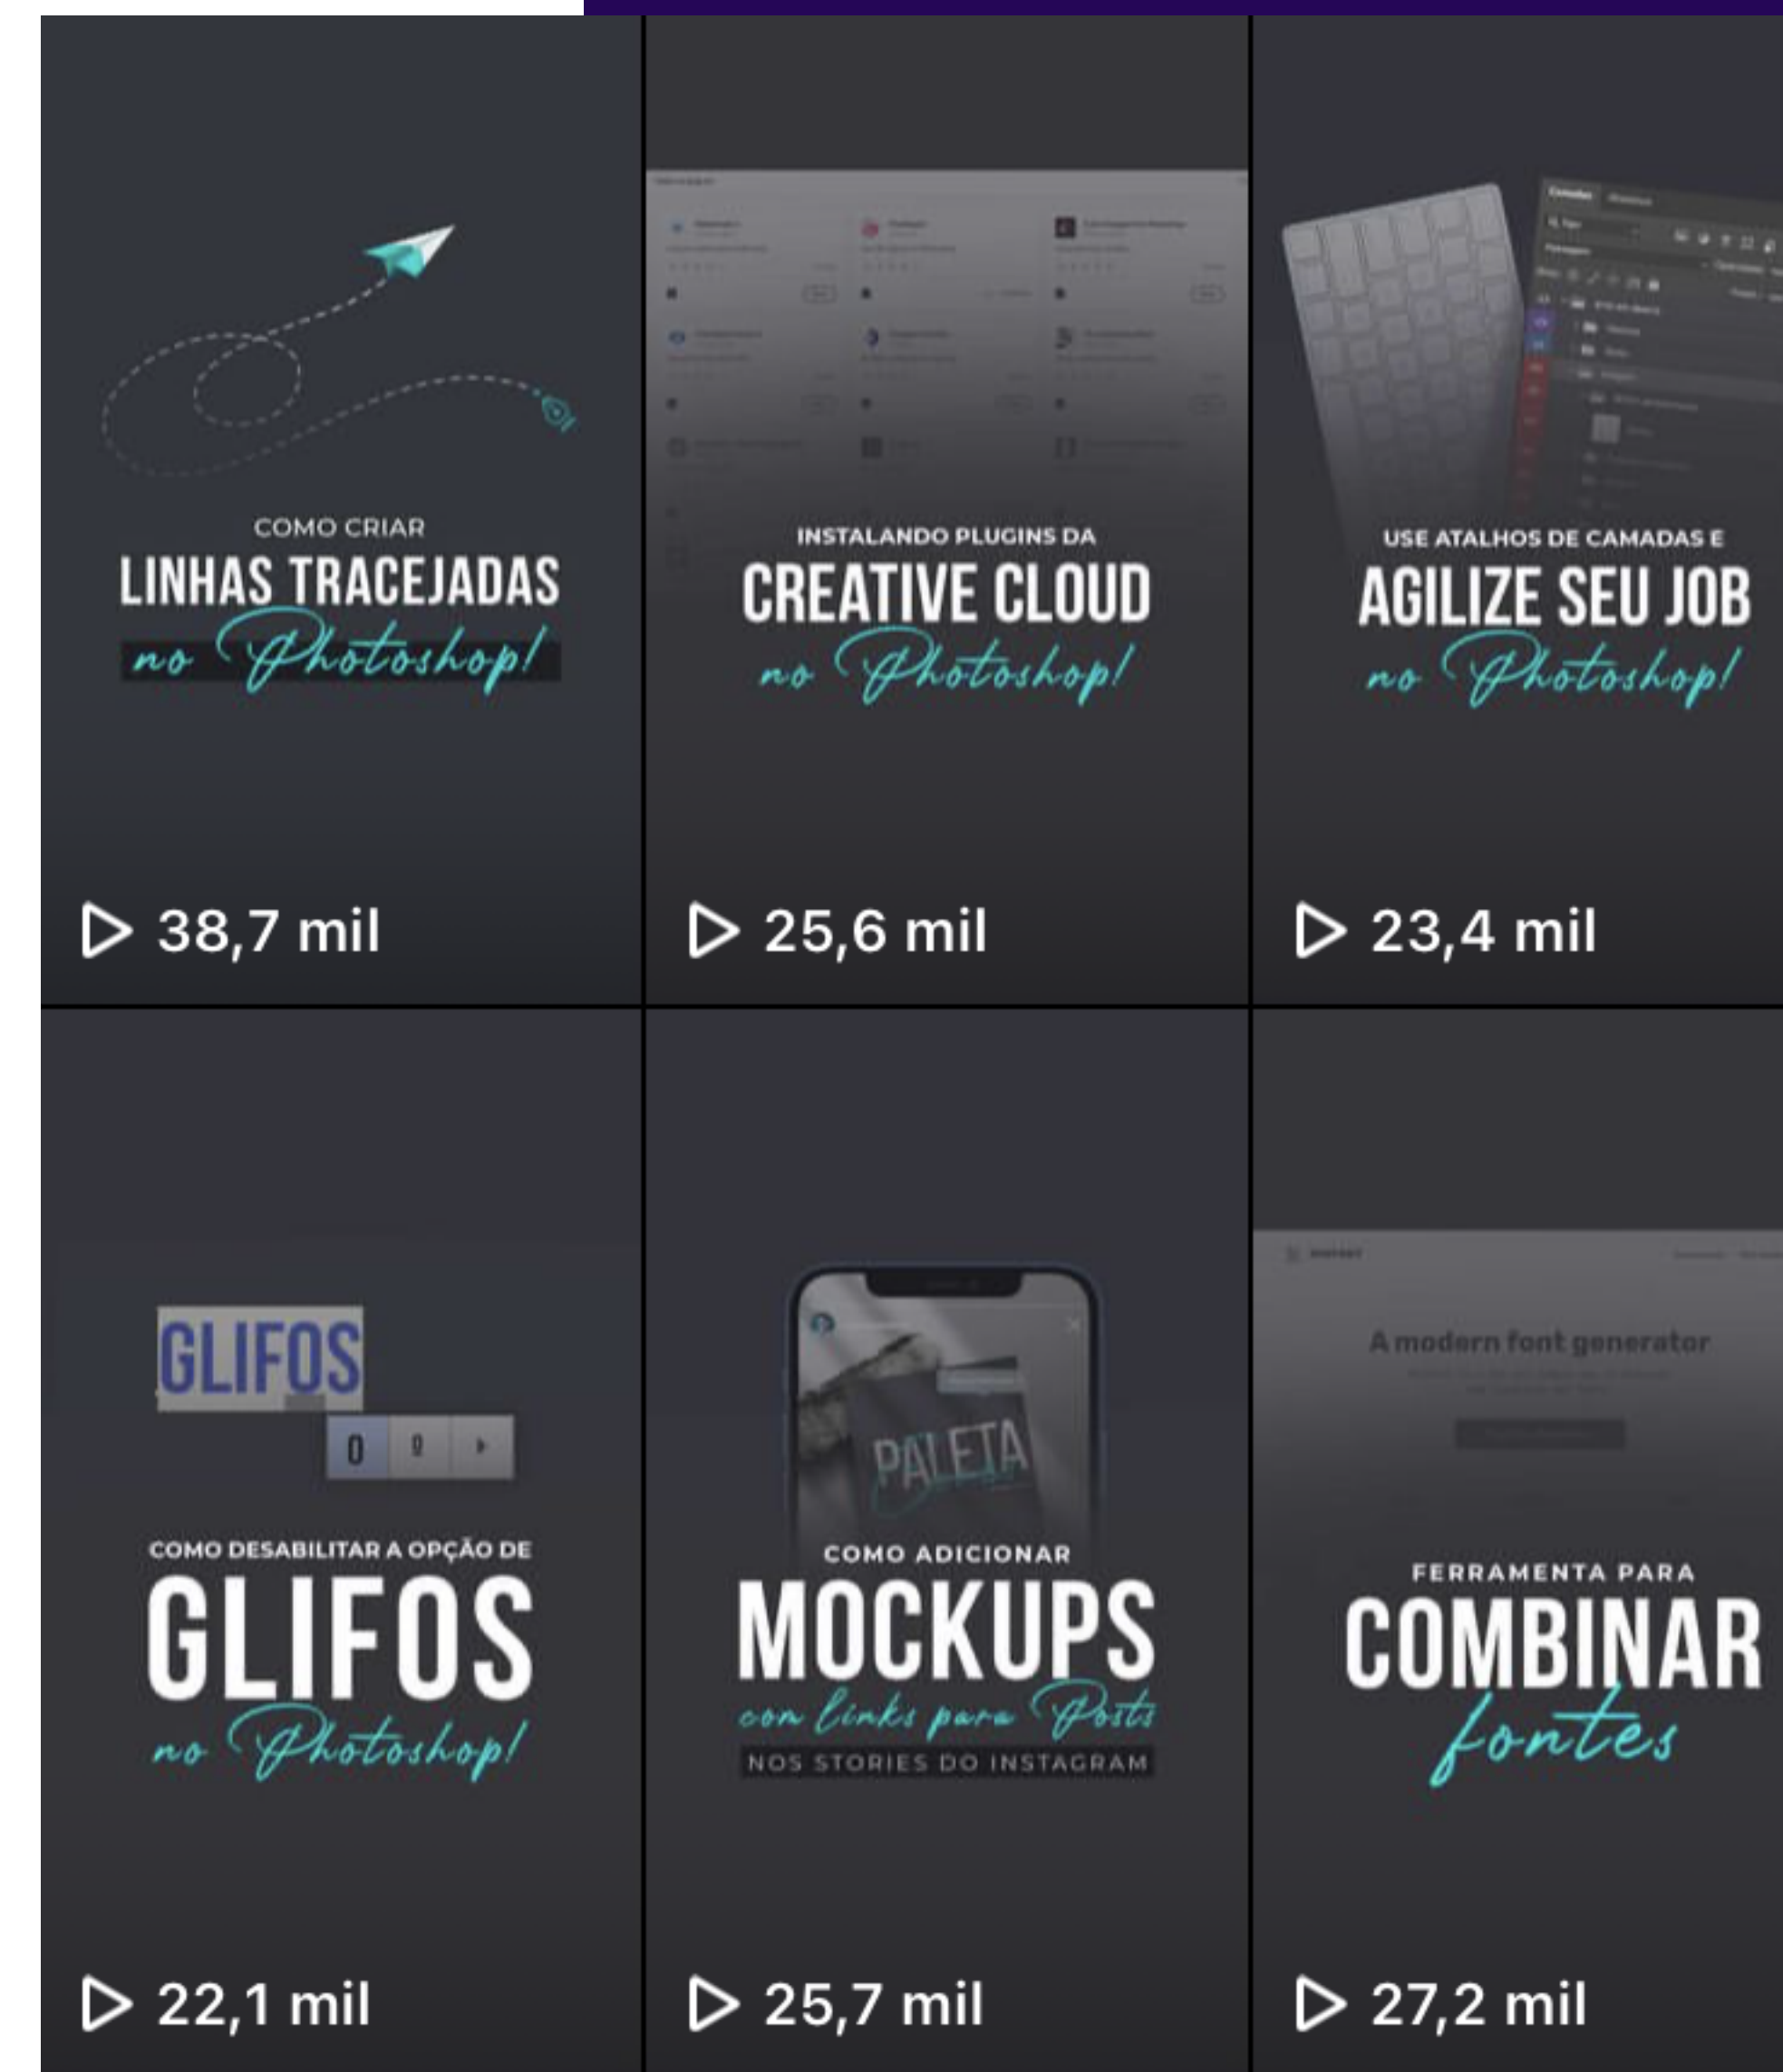 COMO CRIAR
LINHAS TRACEJADAS
no Photoshop!
38,7 mil
INSTALANDO PLUGINS DA
CREATIVE CLOUD
no Photoshop!
25,6 mil
Camadas
USE ATALHOS DE CAMADAS E
AGILIZE SEU JOB
no Photoshop!
23,4 mil
GLIFOS
COMO DESABILITAR A OPÇÃO DE
GLIFOS
no Photoshop!
22,1 mil
PALETA
COMO ADICIONAR
MOCKUPS
com links para Posts
NOS STORIES DO INSTAGRAM
25,7 mil
A modern font generator
FERRAMENTA PARA
COMBINAR
fontes
27,2 mil